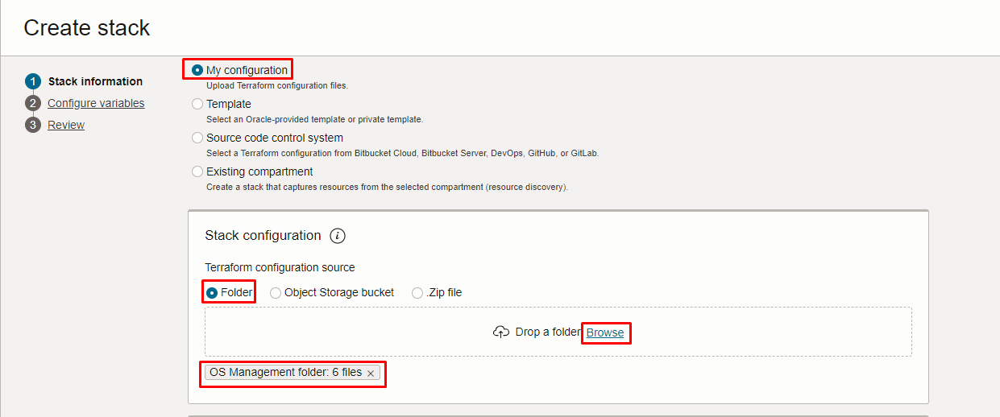 Create stack
1 Stack information
2 Configure variables
3 Review
My configuration
Upload Terraform configuration files.
Template
Select an Oracle-provided template or private template.
Source code control system
Select a Terraform configuration from Bitbucket Cloud, Bitbucket Server, DevOps, GitHub, or GitLab.
Existing compartment
Create a stack that captures resources from the selected compartment (resource discovery).
Stack configuration i
Terraform configuration source
Folder Object Storage bucket .Zip file
Drop a folder Browse
OS Management folder: 6 files ×